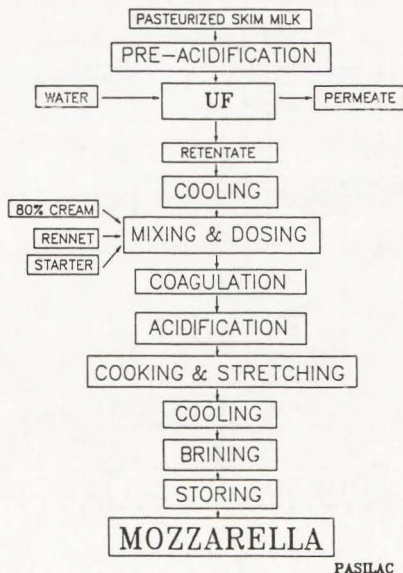 PASTEURIZED SKIM MILK
PRE-ACIDIFICATION
WATER
UF
PERMEATE
RETENTATE
COOLING
80% CREAM
RENNET
STARTER
MIXING & DOSING
COAGULATION
ACIDIFICATION
COOKING & STRETCHING
COOLING
BRINING
STORING
MOZZARELLA
PASILAC